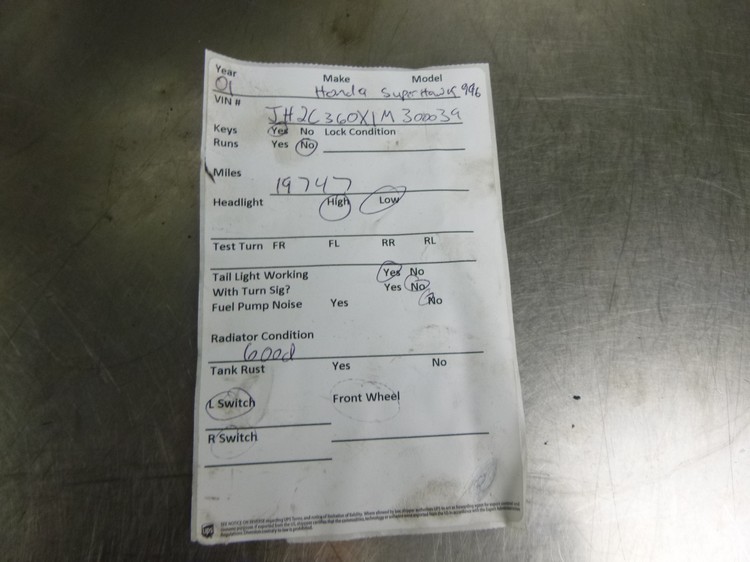 Year Make Model
01 Honda SuperHawk 996
VIN #
JH2C360X1M300039
Keys Yes No Lock Condition
Runs Yes No
Miles
19747
Headlight High Low
Test Turn FR FL RR RL
Tail Light Working Yes No
With Turn Sig? Yes No
Fuel Pump Noise Yes No
Radiator Condition
Good
Tank Rust Yes No
L Switch Front Wheel
R Switch